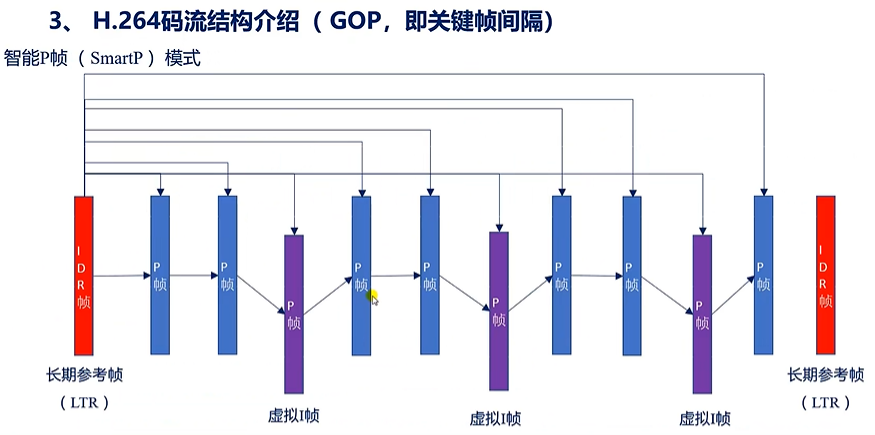 3、 H.264码流结构介绍（ GOP，即关键帧间隔）
智能P帧（ SmartP ）模式
IDR帧
P帧
P帧
P帧
P帧
P帧
P帧
P帧
P帧
P帧
P帧
IDR帧
长期参考帧
（LTR ）
虚拟I帧
虚拟I帧
虚拟I帧
长期参考帧
（LTR ）